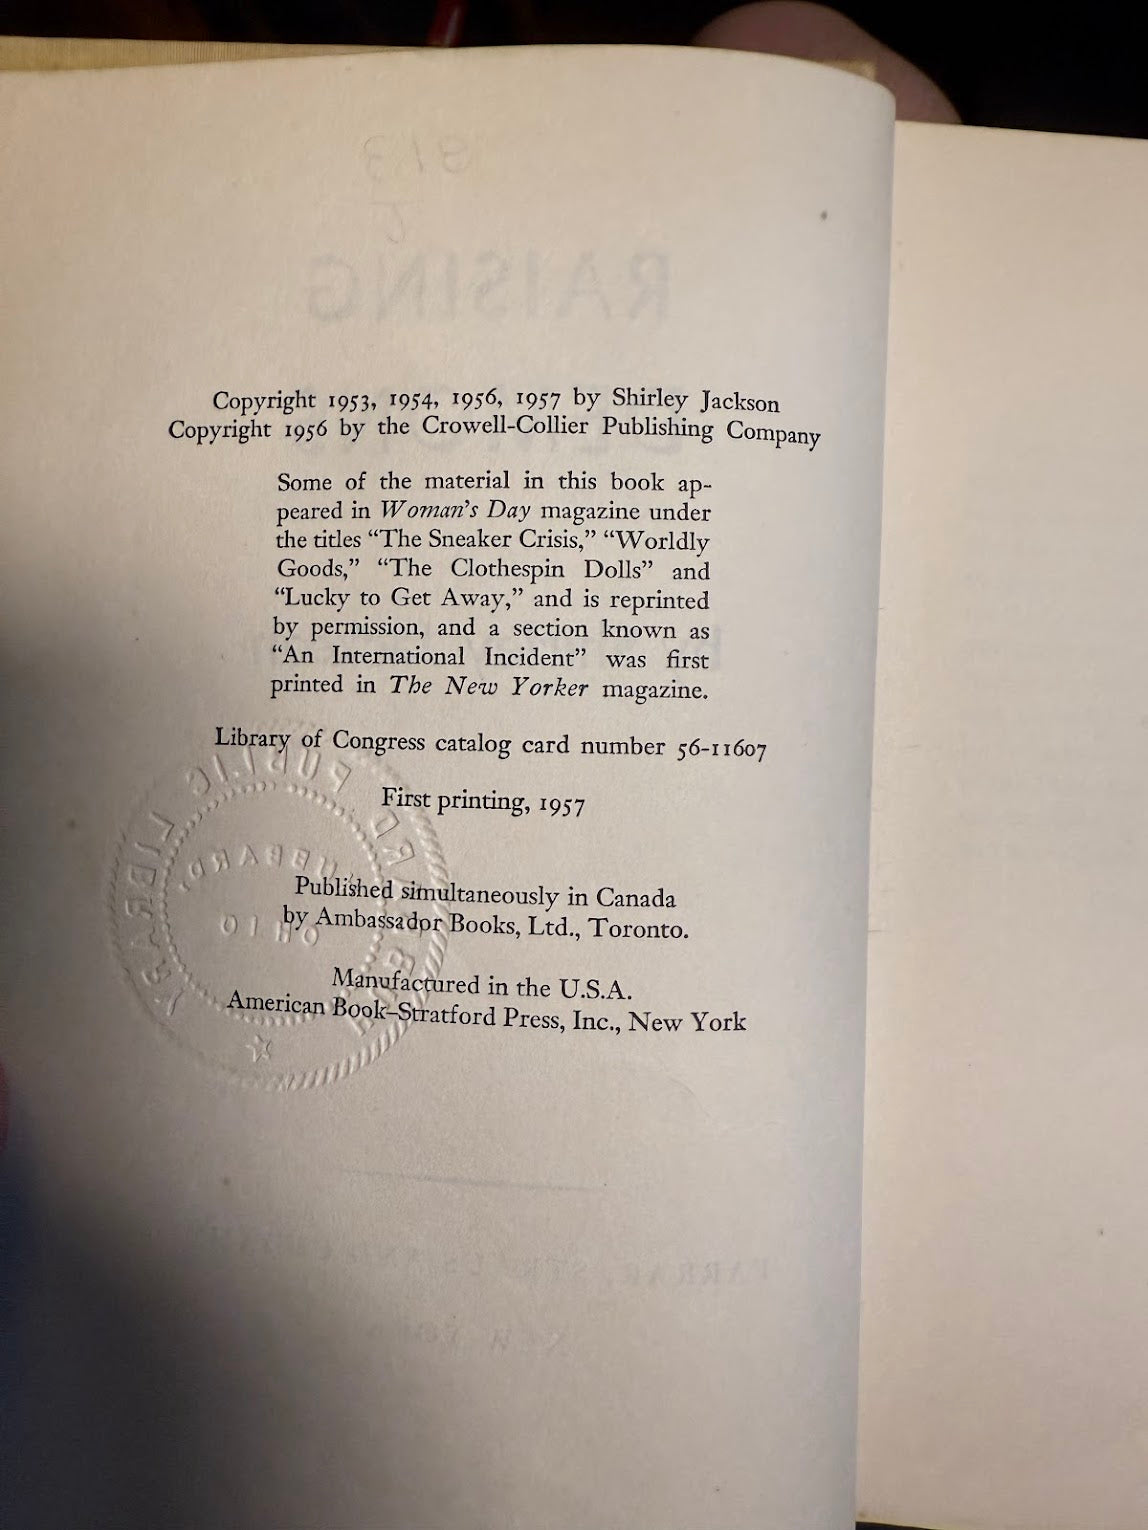 RAISING
Copyright 1953, 1954, 1956, 1957 by Shirley Jackson
Copyright 1956 by the Crowell-Collier Publishing Company
Some of the material in this book ap-
peared in Woman's Day magazine under
the titles “The Sneaker Crisis,” “Worldly
Goods,” “The Clothespin Dolls” and
“Lucky to Get Away,” and is reprinted
by permission, and a section known as
“An International Incident” was first
printed in The New Yorker magazine.
Library of Congress catalog card number 56-11607
First printing, 1957
PUBLIC LIBRARY
HUBBARD,
OHIO
Published simultaneously in Canada
by Ambassador Books, Ltd., Toronto.
Manufactured in the U.S.A.
American Book–Stratford Press, Inc., New York